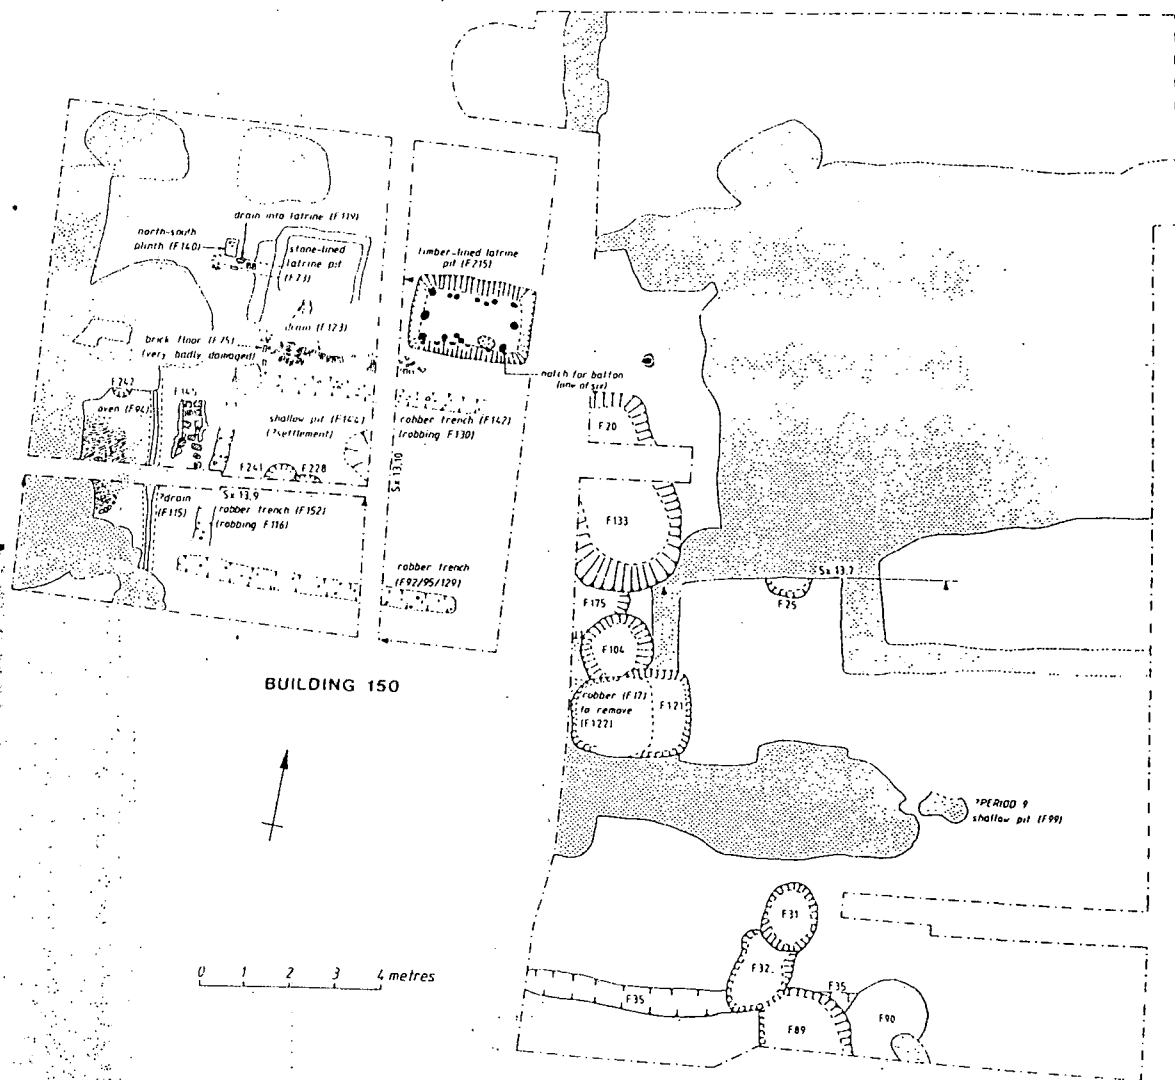 drain into latrine (F119)
north-south
plinth (F140)
stone-lined
latrine pit
(F73)
timber-lined latrine
pit (F215)
drain (F123)
brick floor (F75)
(very badly damaged)
notch for batton
(one of six)
F242
oven (F94)
F145
shallow pit (F144)
(?settlement)
robber trench (F142)
(robbing F130)
F20
F241
F228
Sx 13,10
?drain
(F115)
Sx 13,9
robber trench (F152)
(robbing F116)
F133
robber trench
(F92/95/129)
Sx 13,7
F25
F175
F104
robber (F17)
to remove
(F122)
F121
BUILDING 150
?PERIOD 9
shallow pit (F99)
F31
F32
0 1 2 3 4 metres
F35
F35
F89
F90